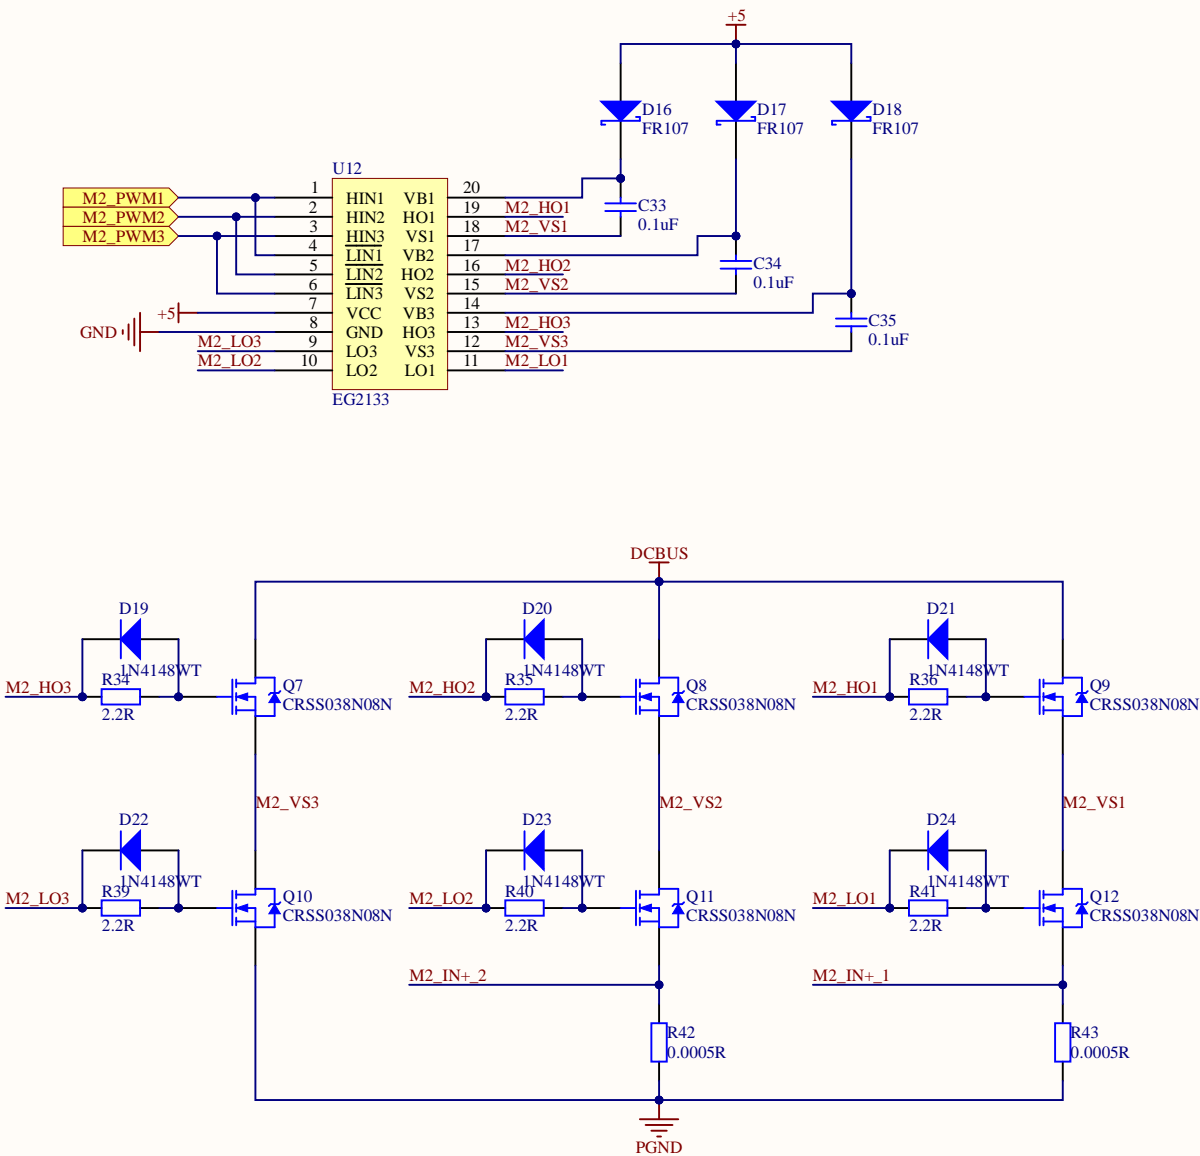 +5
D16
FR107
D17
FR107
D18
FR107
U12
M2_PWM1
M2_PWM2
M2_PWM3
1 HIN1 VB1 20
2 HIN2 HO1 19 M2_HO1
3 HIN3 VS1 18 M2_VS1
4 LIN1 VB2 17
5 LIN2 HO2 16 M2_HO2
6 LIN3 VS2 15 M2_VS2
+5 7 VCC VB3 14
GND 8 GND HO3 13 M2_HO3
M2_LO3 9 LO3 VS3 12 M2_VS3
M2_LO2 10 LO2 LO1 11 M2_LO1
EG2133
C33
0.1uF
C34
0.1uF
C35
0.1uF
DCBUS
D19
1N4148WT
M2_HO3
R34
2.2R
Q7
CRSS038N08N
D20
1N4148WT
M2_HO2
R35
2.2R
Q8
CRSS038N08N
D21
1N4148WT
M2_HO1
R36
2.2R
Q9
CRSS038N08N
M2_VS3
M2_VS2
M2_VS1
D22
1N4148WT
M2_LO3
R39
2.2R
Q10
CRSS038N08N
D23
1N4148WT
M2_LO2
R40
2.2R
Q11
CRSS038N08N
D24
1N4148WT
M2_LO1
R41
2.2R
Q12
CRSS038N08N
M2_IN+_2
M2_IN+_1
R42
0.0005R
R43
0.0005R
PGND